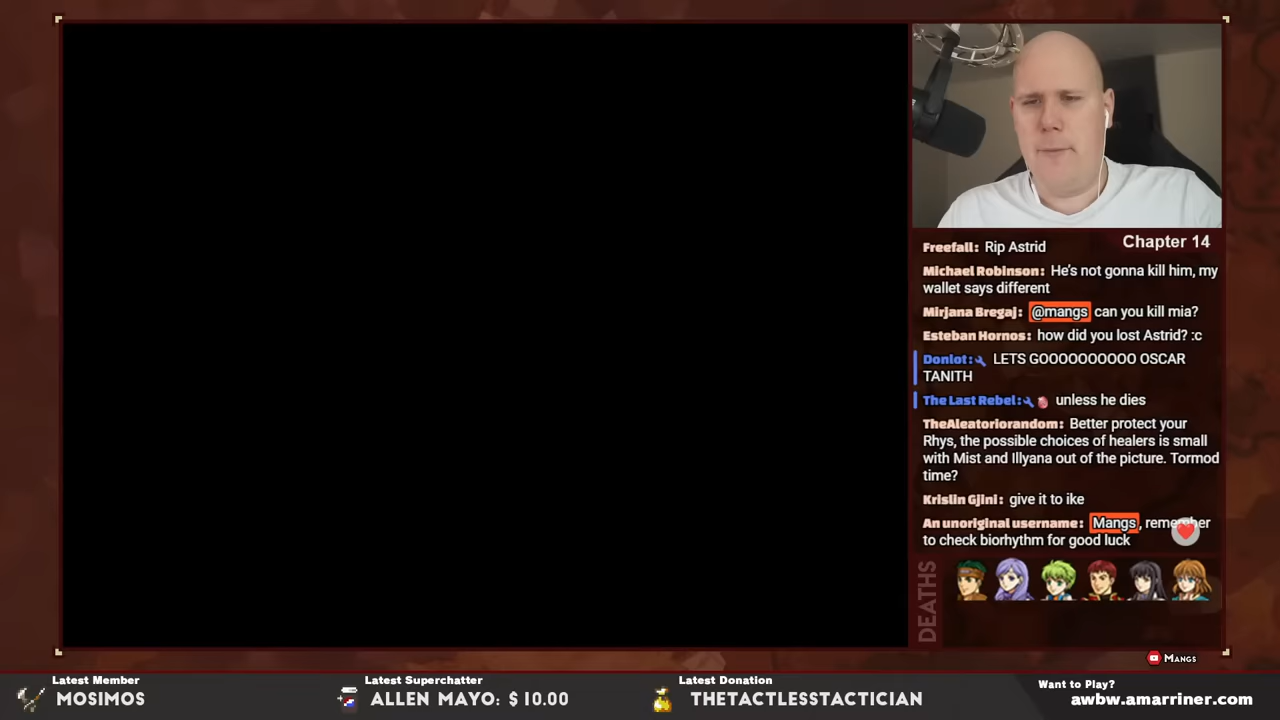 Chapter 14
Freefall: Rip Astrid
Michael Robinson: He's not gonna kill him, my
wallet says different
Mirjana Bregaj: @mangs can you kill mia?
Esteban Hornos: how did you lost Astrid? :c
Donlot: LETS GOOOOOOOOOO OSCAR
TANITH
The Last Rebel: unless he dies
TheAleatoriorandom: Better protect your
Rhys, the possible choices of healers is small
with Mist and Illyana out of the picture. Tormod
time?
Krislin Gjini: give it to ike
An unoriginal username: Mangs, remember
to check biorhythm for good luck
DEATHS
Mangs
Latest Member
MOSIMOS
Latest Superchatter
ALLEN MAYO: $10.00
Latest Donation
THETACTLESSTACTICIAN
Want to Play?
awbw.amarriner.com